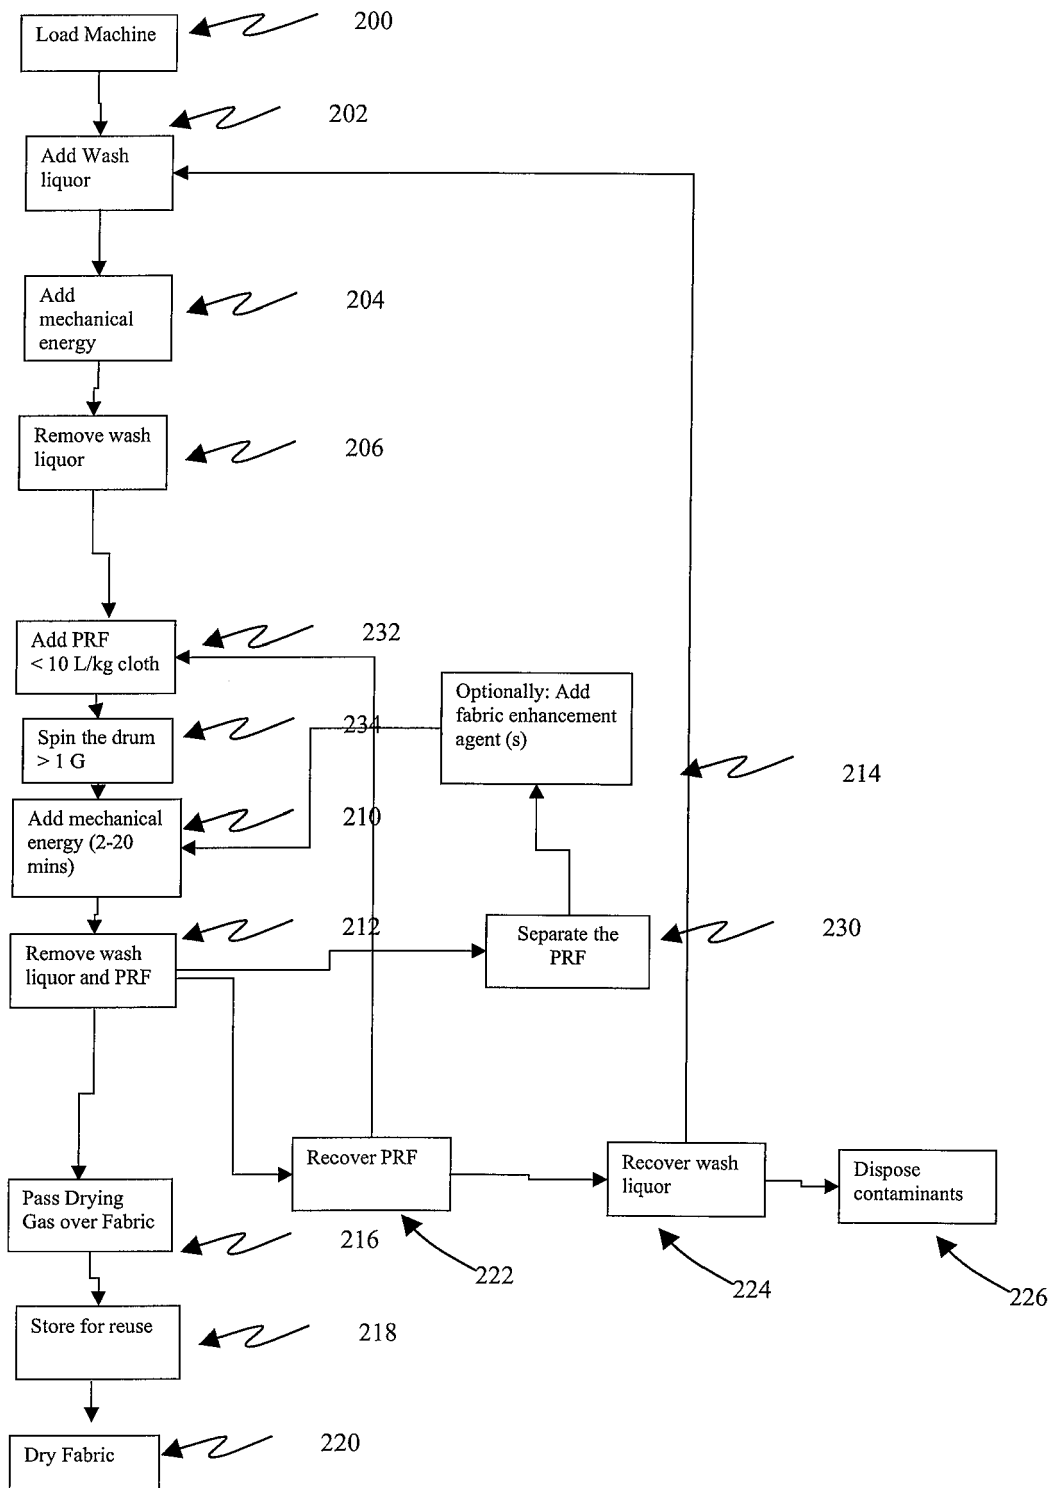 Load Machine
200
202
Add Wash
liquor
Add
mechanical
energy
204
Remove wash
liquor
206
Add PRF
< 10 L/kg cloth
232
Spin the drum
> 1 G
234
Optionally: Add
fabric enhancement
agent (s)
214
Add mechanical
energy (2-20
mins)
210
Remove wash
liquor and PRF
212
Separate the
PRF
230
Recover PRF
222
Recover wash
liquor
224
Dispose
contaminants
226
Pass Drying
Gas over Fabric
216
Store for reuse
218
Dry Fabric
220